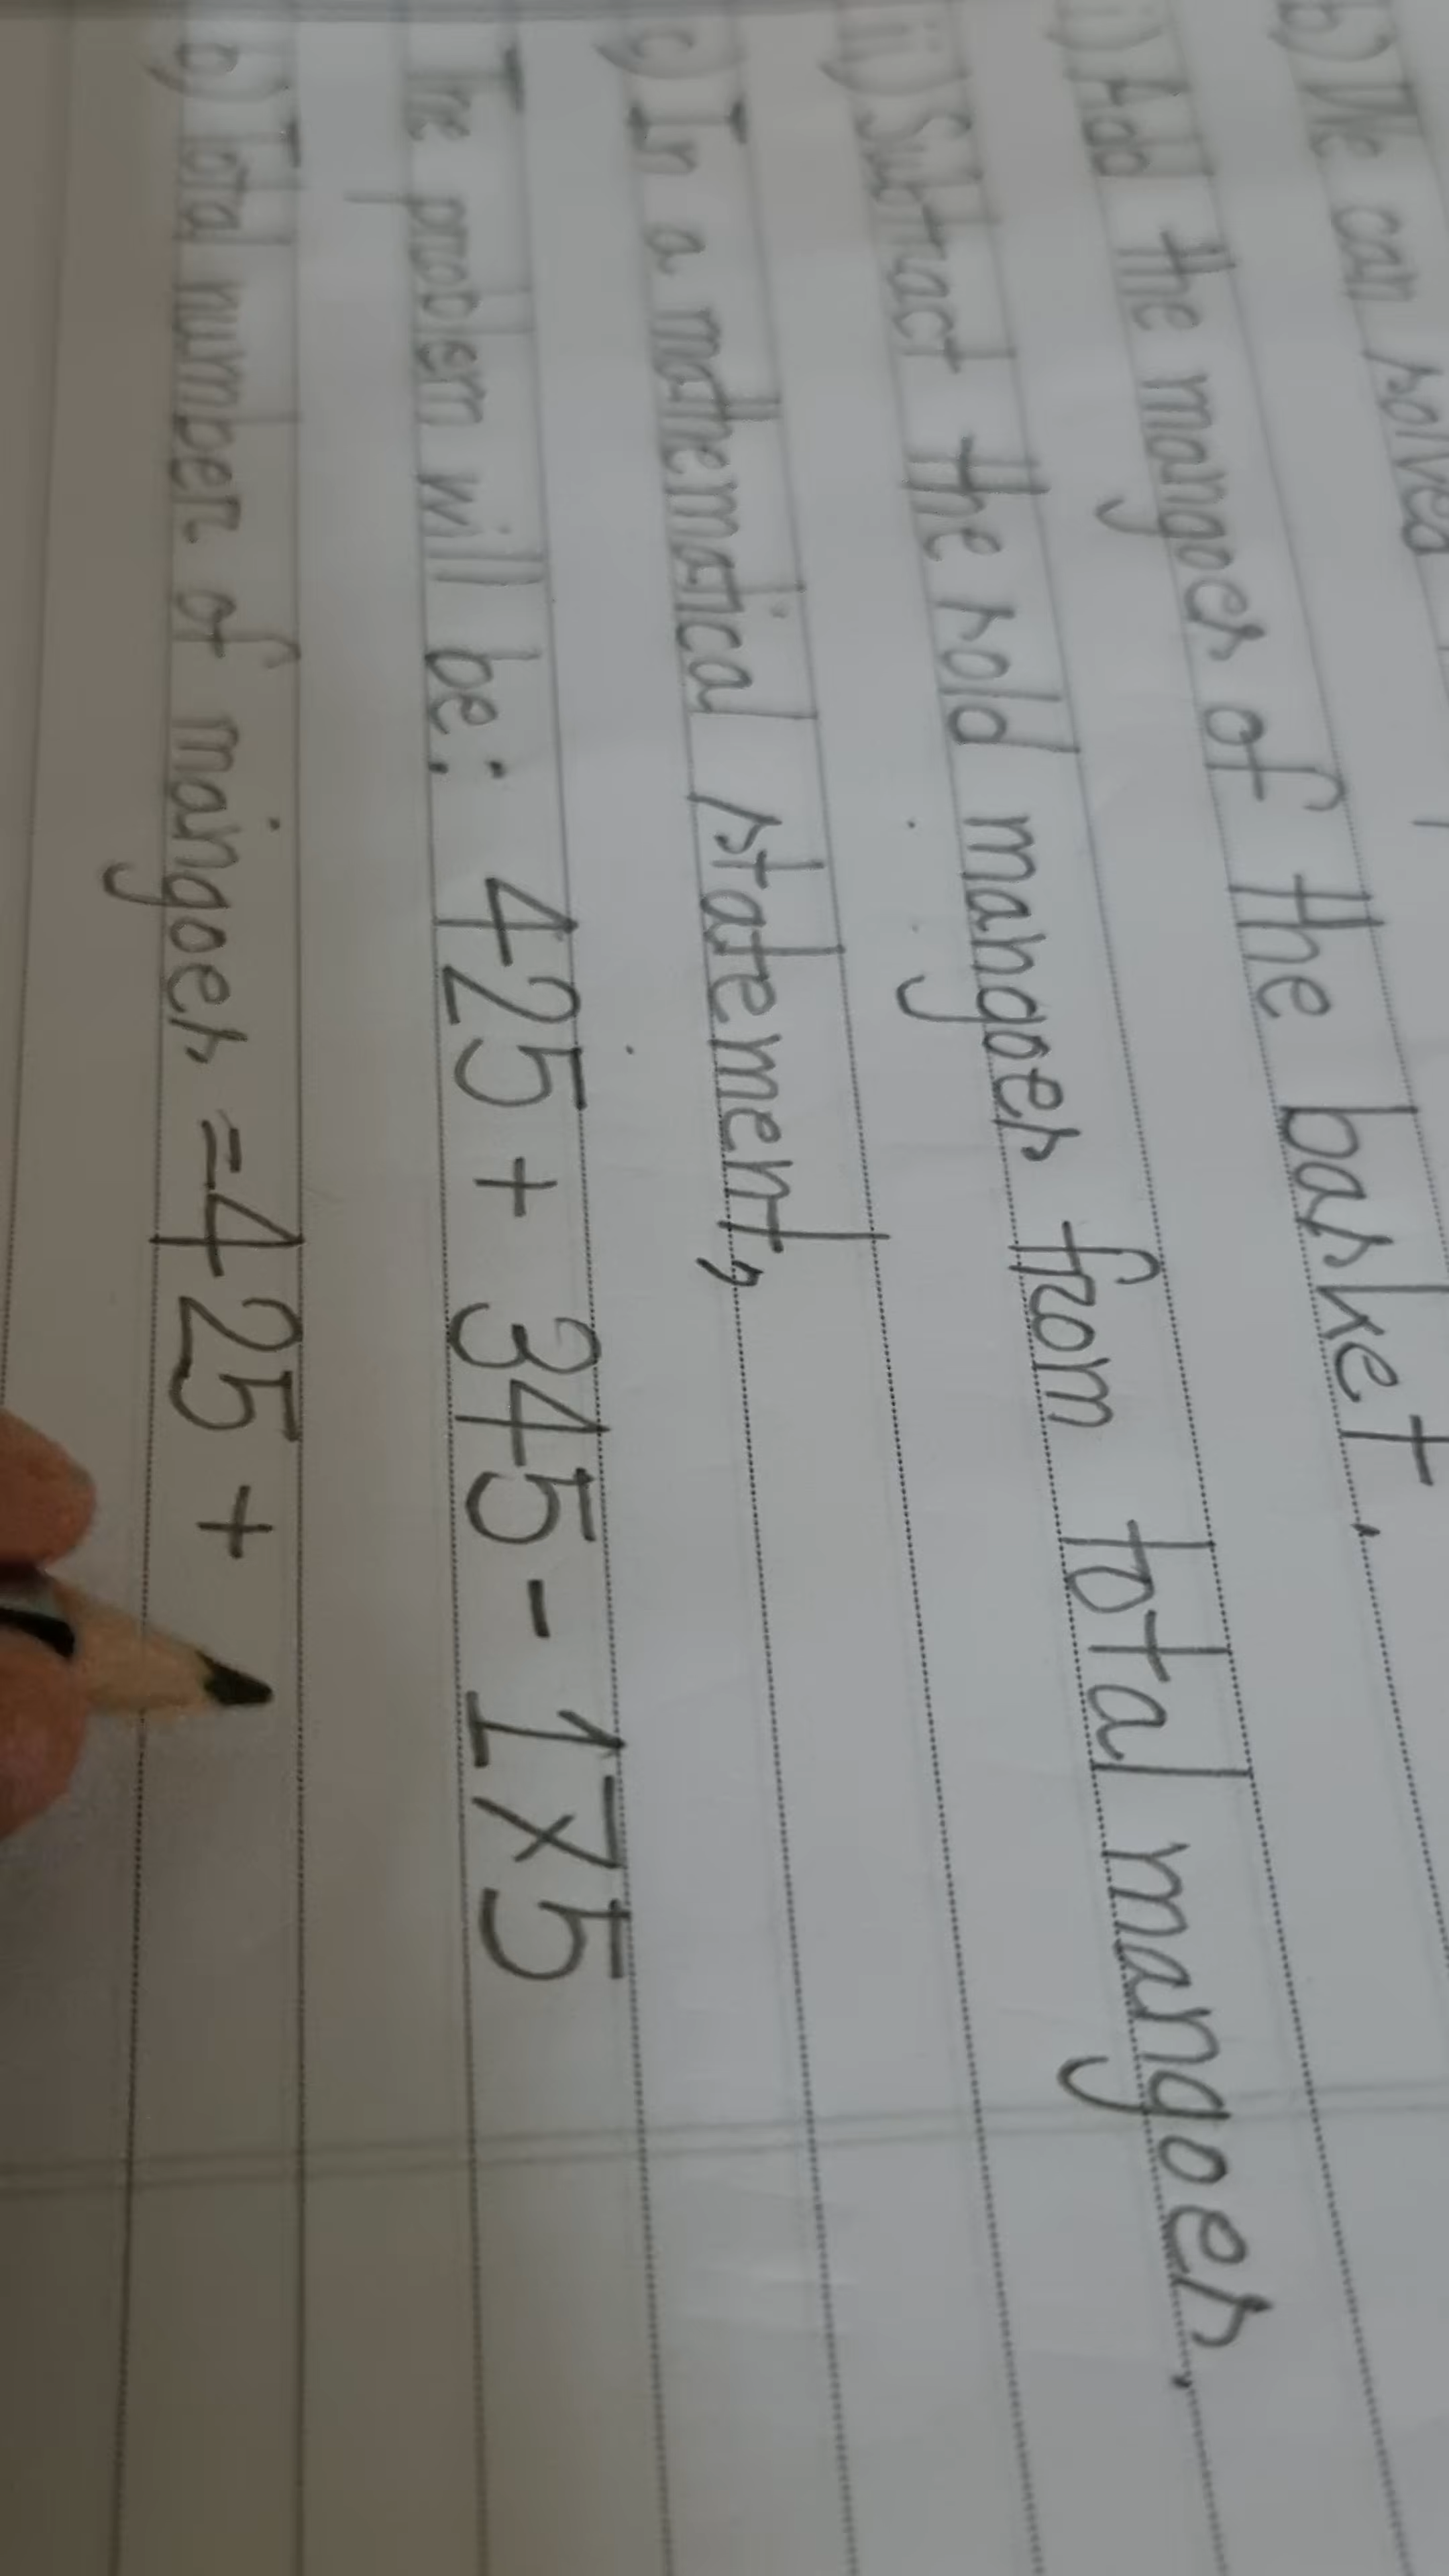 b) We can solved
i) Add the mangoes of the basket.
ii) Subtract the sold mangoes from total mangoes.
c) In a mathematical statement,
The problem will be: 425 + 345 - 175
Total number of mangoes = 425 +